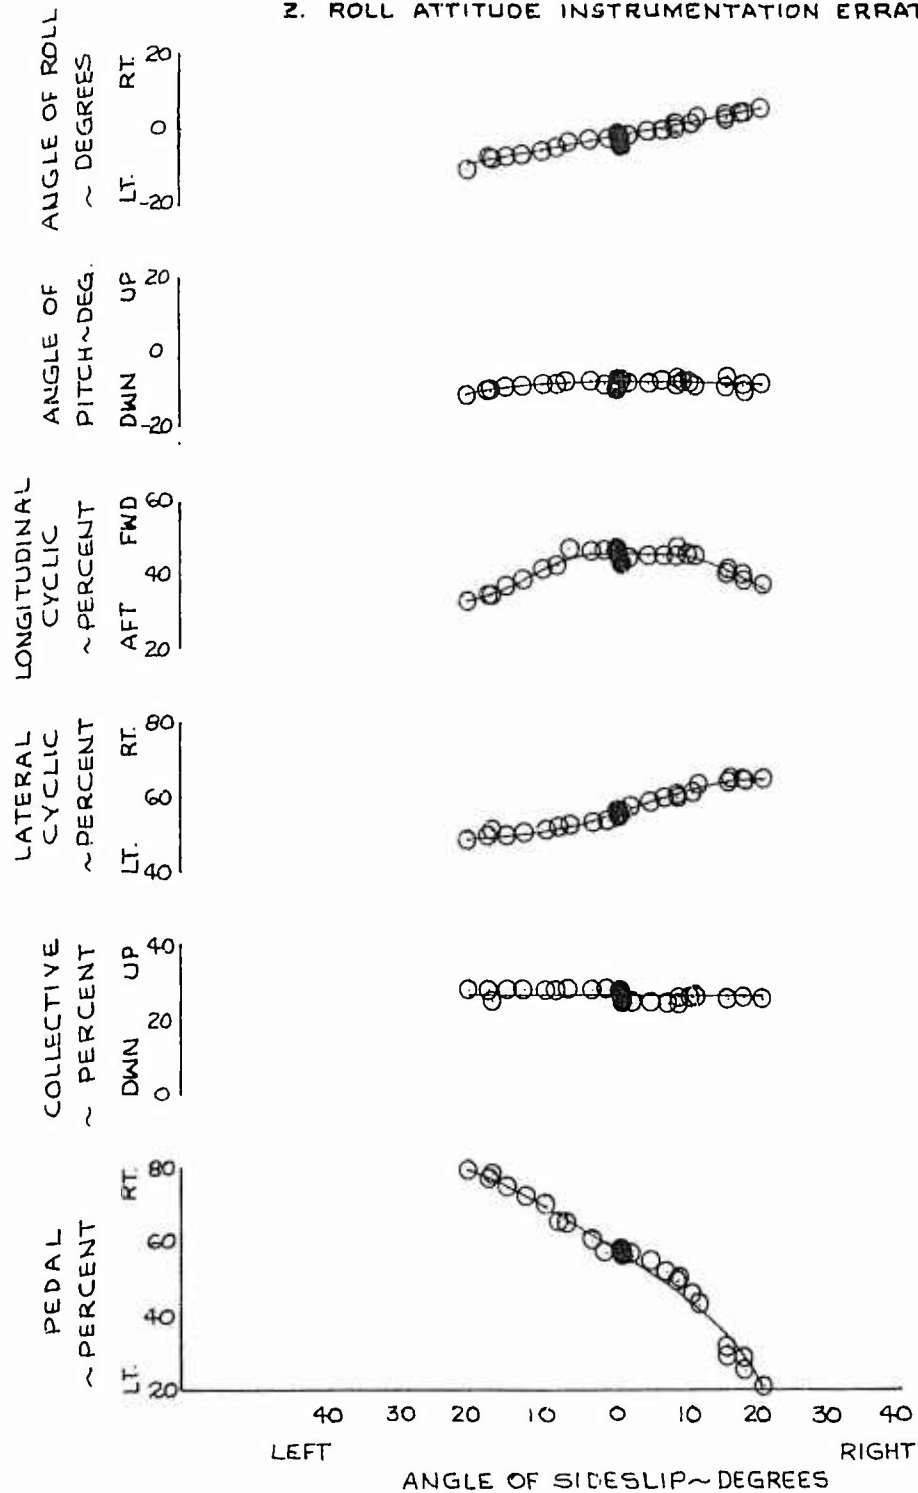 2. ROLL ATTITUDE INSTRUMENTATION ERRAT
ANGLE OF ROLL
~ DEGREES
LT. RT.
20
0
-20
ANGLE OF
PITCH~DEG.
DWN UP
20
0
-20
LONGITUDINAL
CYCLIC
~PERCENT
AFT FWD
60
40
20
LATERAL
CYCLIC
~PERCENT
LT. RT.
80
60
40
COLLECTIVE
~ PERCENT
DWN UP
40
20
0
PEDAL
~PERCENT
LT. RT.
80
60
40
20
40 30 20 10 0 10 20 30 40
LEFT RIGHT
ANGLE OF SIDESLIP~DEGREES